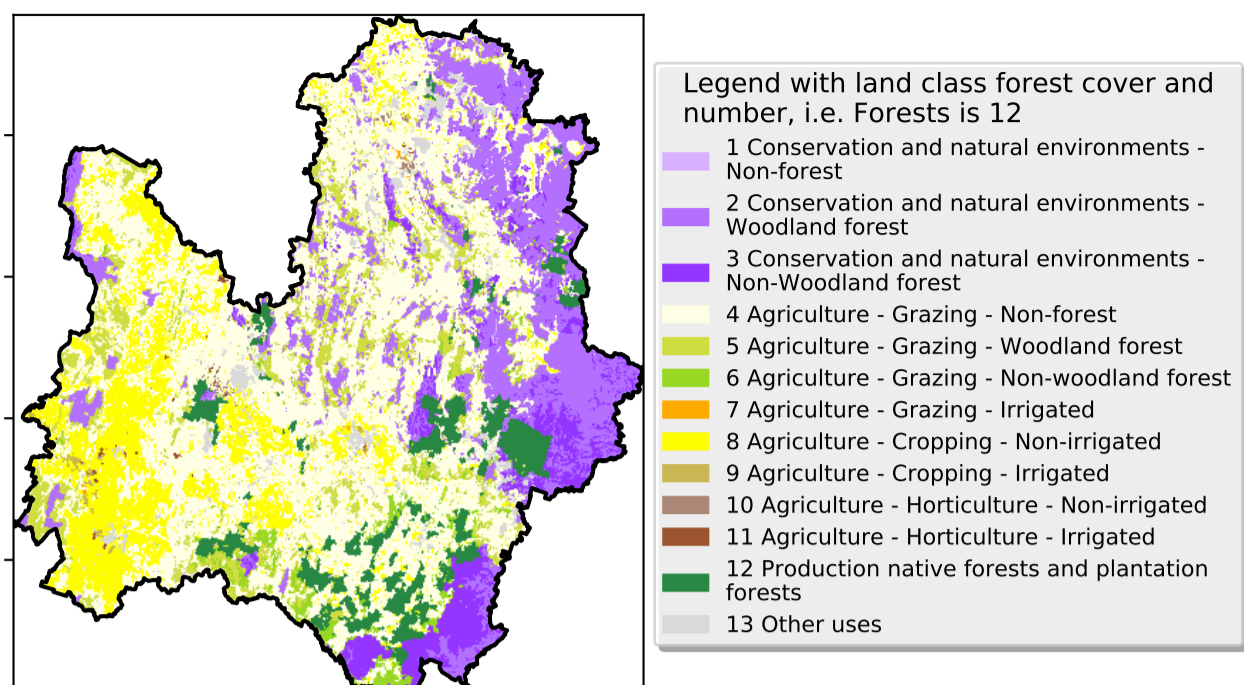 Legend with land class forest cover and
number, i.e. Forests is 12
1 Conservation and natural environments -
Non-forest
2 Conservation and natural environments -
Woodland forest
3 Conservation and natural environments -
Non-Woodland forest
4 Agriculture - Grazing - Non-forest
5 Agriculture - Grazing - Woodland forest
6 Agriculture - Grazing - Non-woodland forest
7 Agriculture - Grazing - Irrigated
8 Agriculture - Cropping - Non-irrigated
9 Agriculture - Cropping - Irrigated
10 Agriculture - Horticulture - Non-irrigated
11 Agriculture - Horticulture - Irrigated
12 Production native forests and plantation
forests
13 Other uses